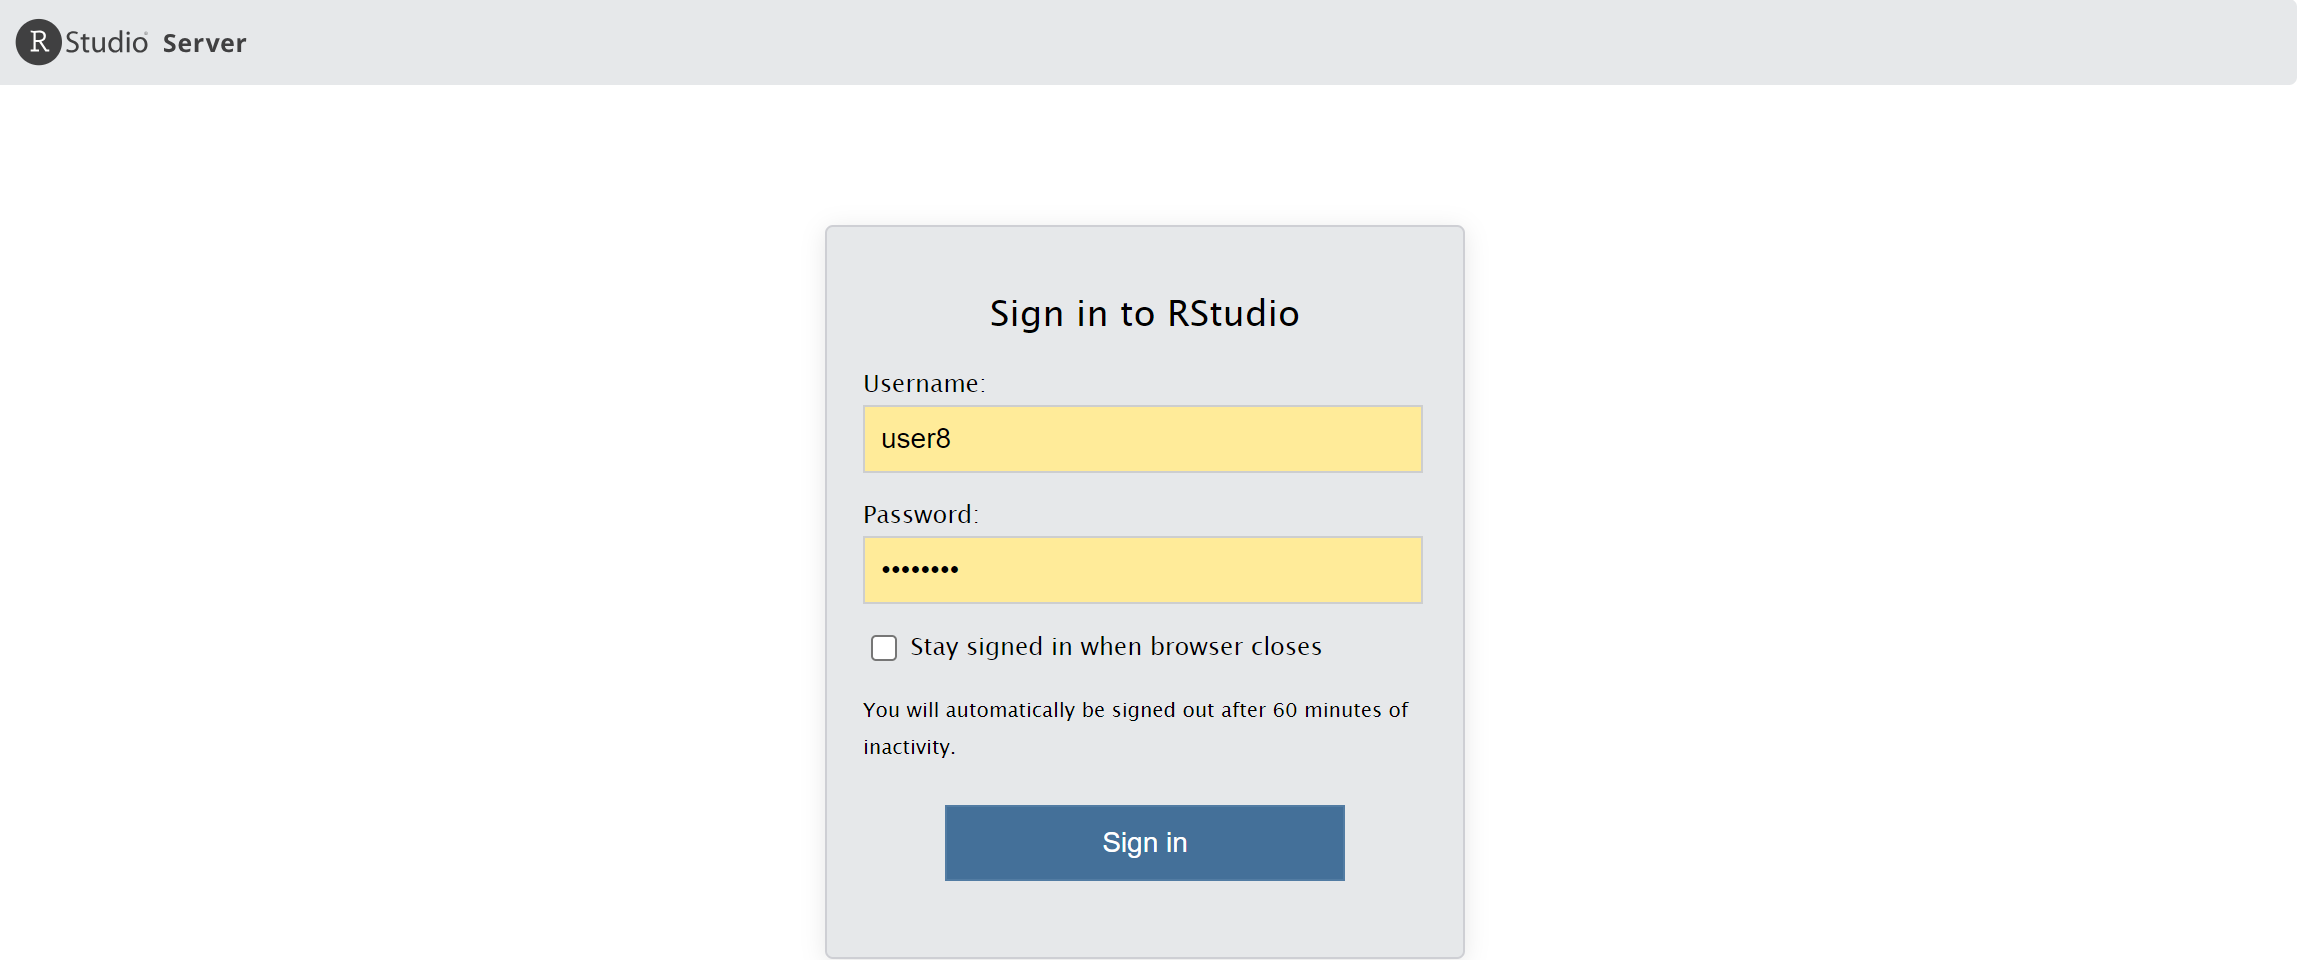 R Studio Server
Sign in to RStudio
Username:
user8
Password:
••••••••
Stay signed in when browser closes
You will automatically be signed out after 60 minutes of
inactivity.
Sign in